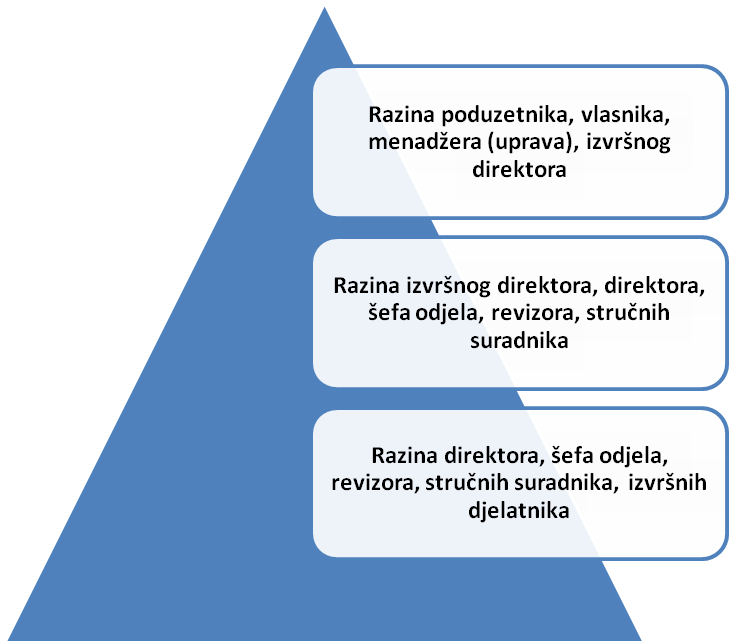 Razina poduzetnika, vlasnika,
menadžera (uprava), izvršnog
direktora
Razina izvršnog direktora, direktora,
šefa odjela, revizora, stručnih
suradnika
Razina direktora, šefa odjela,
revizora, stručnih suradnika, izvršnih
djelatnika